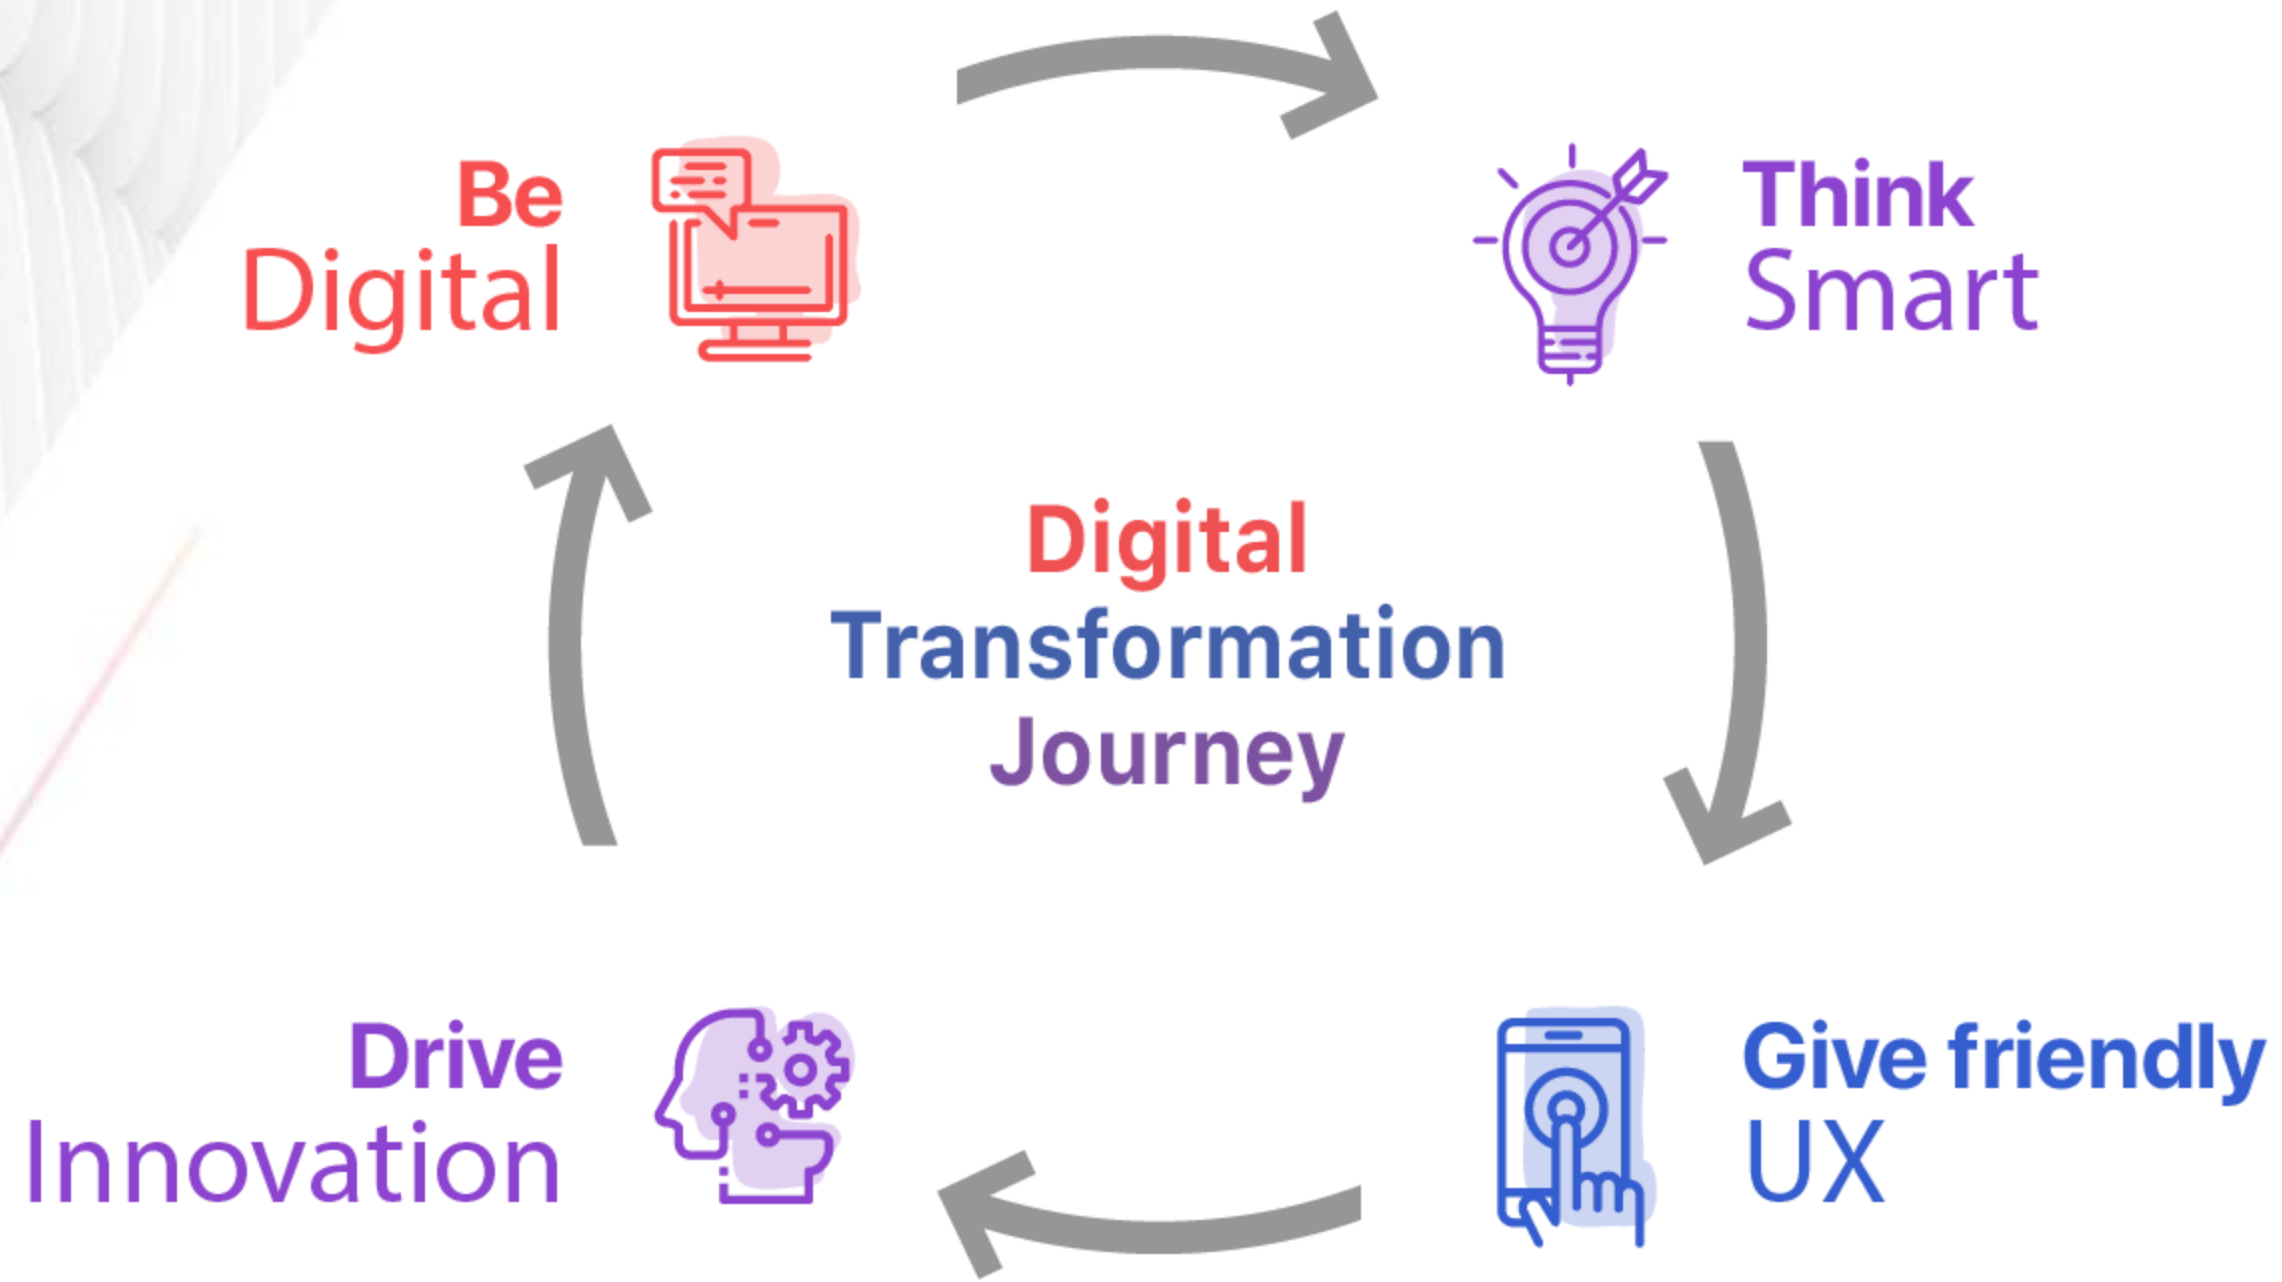 Be
Digital
Think
Smart
Digital
Transformation
Journey
Drive
Innovation
Give friendly
UX